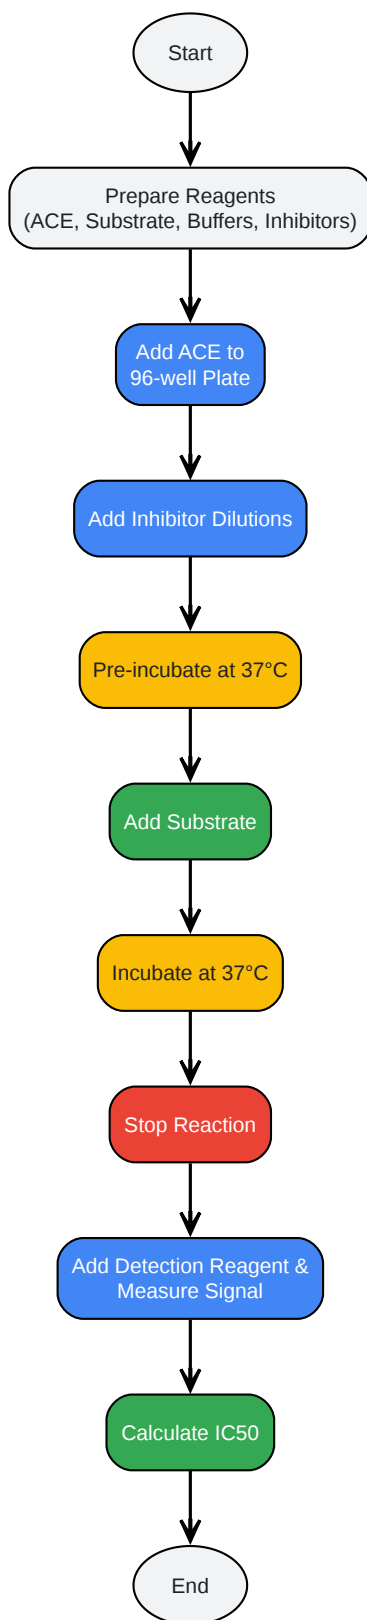 Start
Prepare Reagents
(ACE, Substrate, Buffers, Inhibitors)
Add ACE to
96-well Plate
Add Inhibitor Dilutions
Pre-incubate at 37°C
Add Substrate
Incubate at 37°C
Stop Reaction
Add Detection Reagent &
Measure Signal
Calculate IC50
End